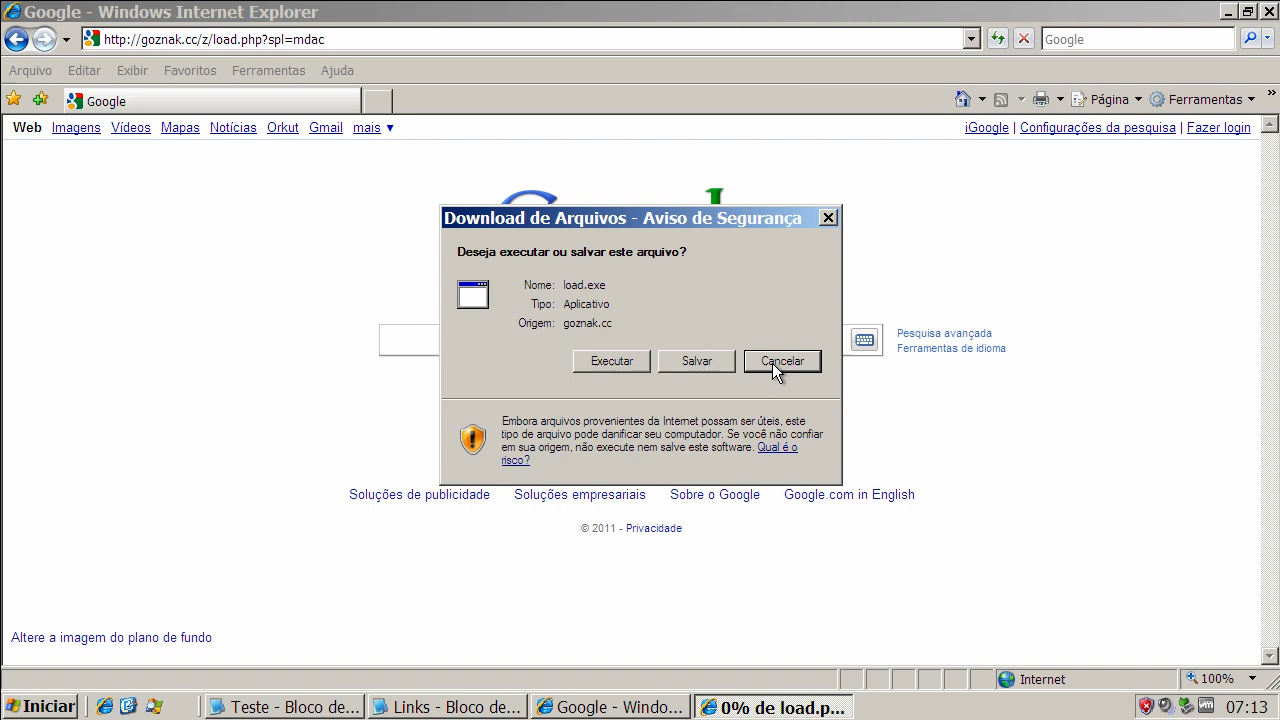 Google - Windows Internet Explorer
http://goznak.cc/z/load.php?spl=mdac
Google
Arquivo Editar Exibir Favoritos Ferramentas Ajuda
Google
Página Ferramentas »
Web Imagens Vídeos Mapas Notícias Orkut Gmail mais ▼
iGoogle | Configurações da pesquisa | Fazer login
Download de Arquivos - Aviso de Segurança
Deseja executar ou salvar este arquivo?
Nome: load.exe
Tipo: Aplicativo
Origem: goznak.cc
Executar Salvar Cancelar
Pesquisa avançada
Ferramentas de idioma
Embora arquivos provenientes da Internet possam ser úteis, este
tipo de arquivo pode danificar seu computador. Se você não confiar
em sua origem, não execute nem salve este software. Qual é o
risco?
Soluções de publicidade Soluções empresariais Sobre o Google Google.com in English
© 2011 - Privacidade
Altere a imagem do plano de fundo
Internet 100%
Iniciar Teste - Bloco de... Links - Bloco de... Google - Windo... 0% de load.p... 07:13